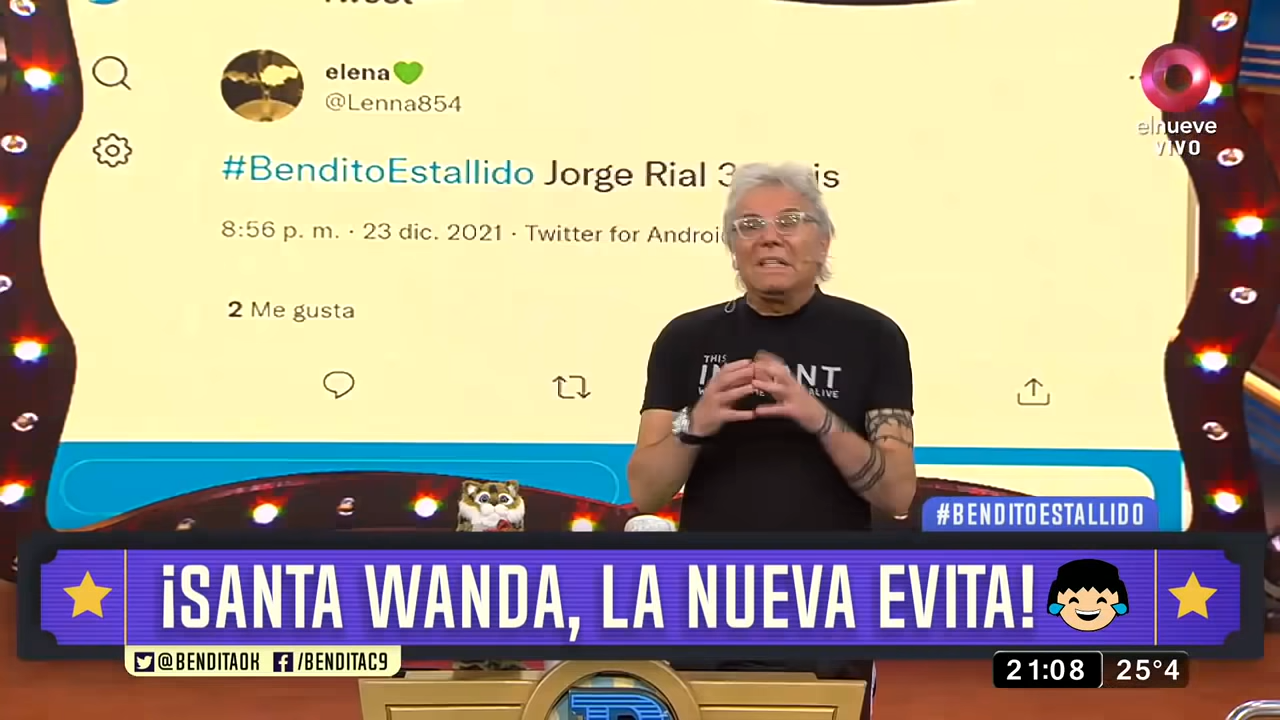 elena
@Lenna854
#BenditoEstallido Jorge Rial
8:56 p. m. · 23 dic. 2021 · Twitter for
2 Me gusta
elnueve
VIVO
THIS
#BENDITOESTALLIDO
¡SANTA WANDA, LA NUEVA EVITA!
@BENDITAOK /BENDITAC9
21:08 25°4